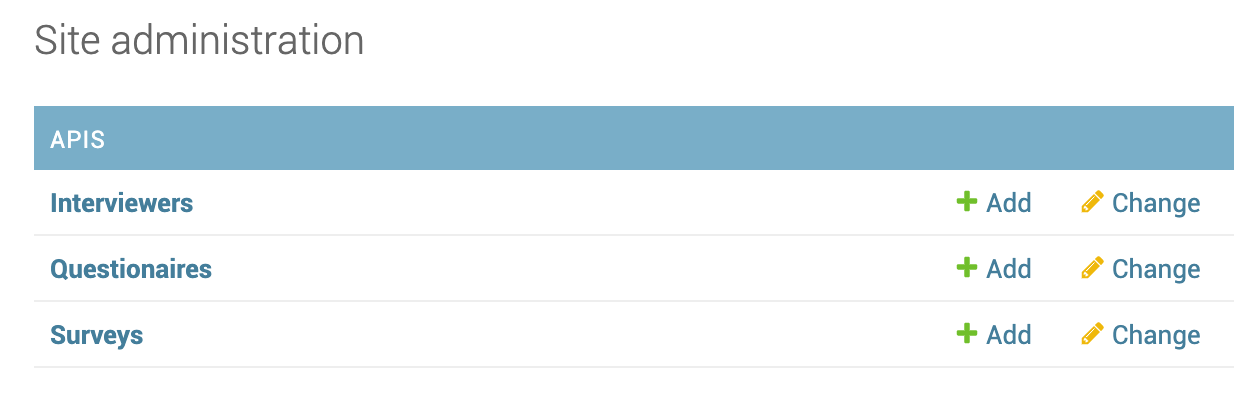 Site administration
APIS
Interviewers Add Change
Questionaires Add Change
Surveys Add Change